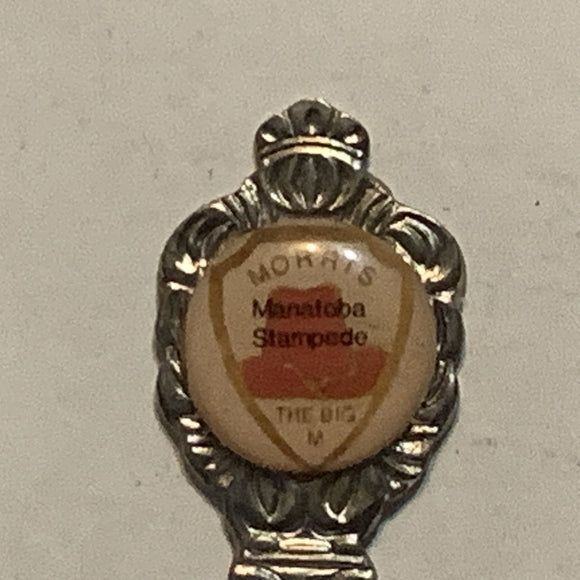 MORRIS
Manatoba
Stampede
THE BIG
M